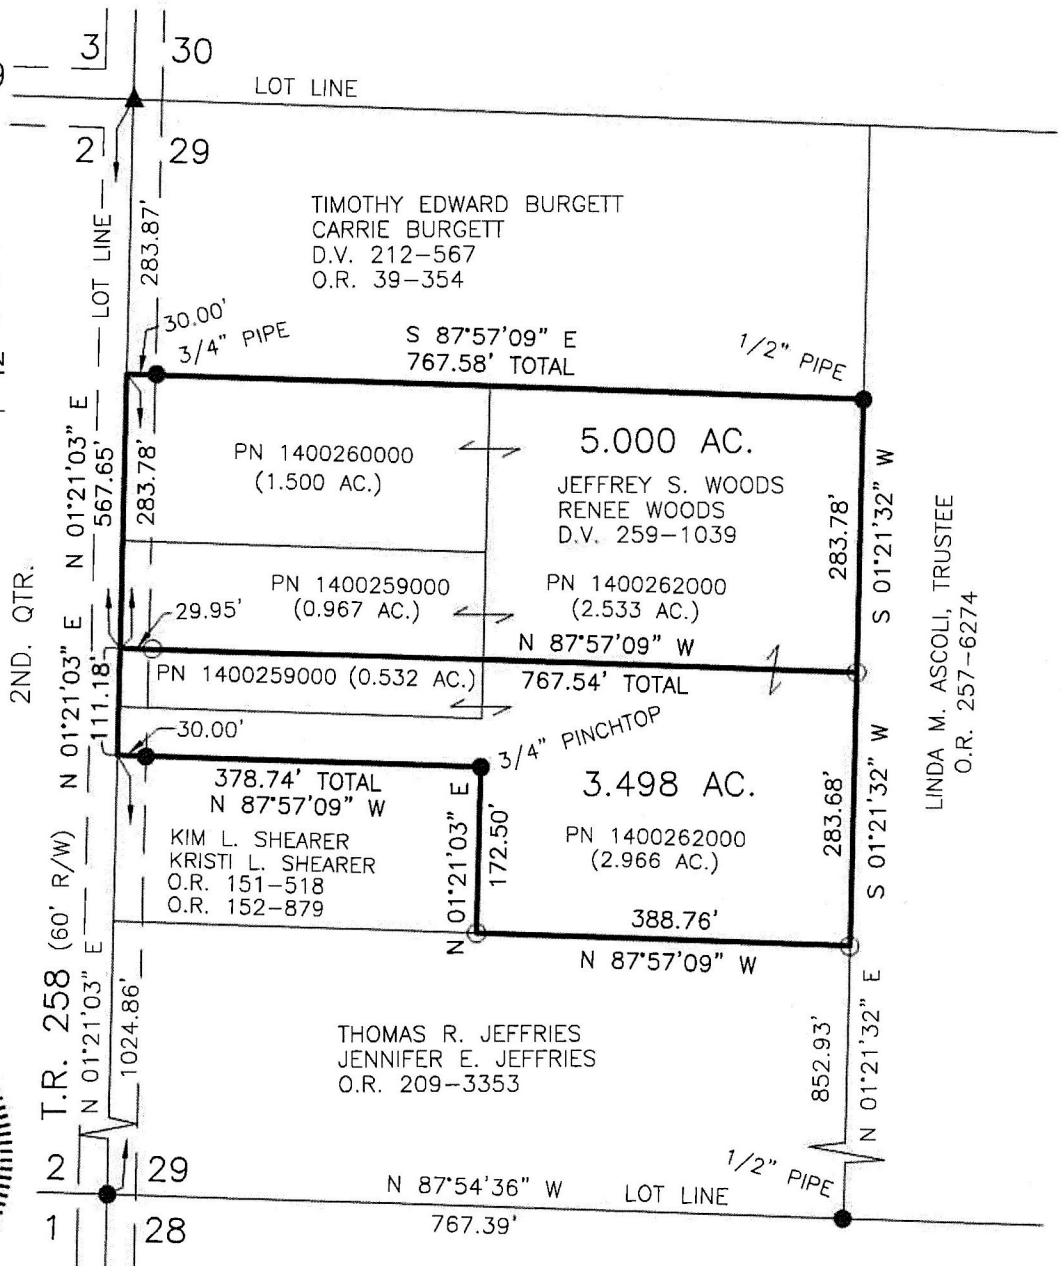 3
30
9
LOT LINE
2
29
LOT LINE
283.87'
TIMOTHY EDWARD BURGETT
CARRIE BURGETT
D.V. 212-567
O.R. 39-354
30.00'
3/4" PIPE
S 87°57'09" E
767.58' TOTAL
1/2" PIPE
N 01°21'03" E
567.65'
283.78'
PN 1400260000
(1.500 AC.)
5.000 AC.
JEFFREY S. WOODS
RENEE WOODS
D.V. 259-1039
283.78'
S 01°21'32" W
PN 1400259000
(0.967 AC.)
PN 1400262000
(2.533 AC.)
LINDA M. ASCOLI, TRUSTEE
O.R. 257-6274
2ND. QTR.
29.95'
N 87°57'09" W
767.54' TOTAL
PN 1400259000 (0.532 AC.)
N 01°21'03" E
111.18'
30.00'
3/4" PINCHTOP
378.74' TOTAL
N 87°57'09" W
3.498 AC.
PN 1400262000
(2.966 AC.)
283.68'
S 01°21'32" W
KIM L. SHEARER
KRISTI L. SHEARER
O.R. 151-518
O.R. 152-879
N 01°21'03" E
172.50'
388.76'
N 87°57'09" W
T.R. 258 (60' R/W)
N 01°21'03" E
1024.86'
THOMAS R. JEFFRIES
JENNIFER E. JEFFRIES
O.R. 209-3353
852.93'
N 01°21'32" E
1/2" PIPE
2
29
N 87°54'36" W
LOT LINE
767.39'
1
28